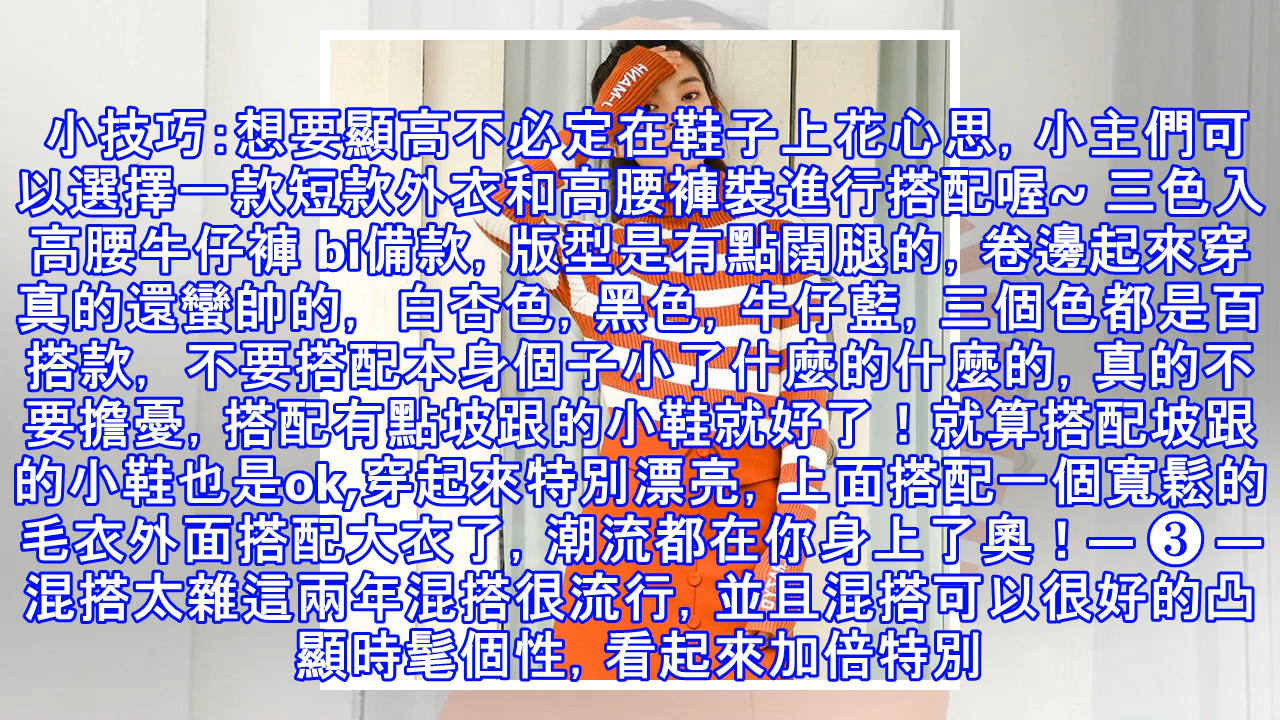 小技巧:想要顯高不必定在鞋子上花心思, 小主們可
以選擇一款短款外衣和高腰褲裝進行搭配喔~ 三色入
高腰牛仔褲 bi備款, 版型是有點闊腿的, 卷邊起來穿
真的還蠻帥的, 白杏色, 黑色, 牛仔藍, 三個色都是百
搭款, 不要搭配本身個子小了什麼的什麼的, 真的不
要擔憂, 搭配有點坡跟的小鞋就好了！就算搭配坡跟
的小鞋也是ok,穿起來特別漂亮, 上面搭配一個寬鬆的
毛衣外面搭配大衣了, 潮流都在你身上了奧！— ③ —
混搭太雜這兩年混搭很流行, 並且混搭可以很好的凸
顯時髦個性, 看起來加倍特別